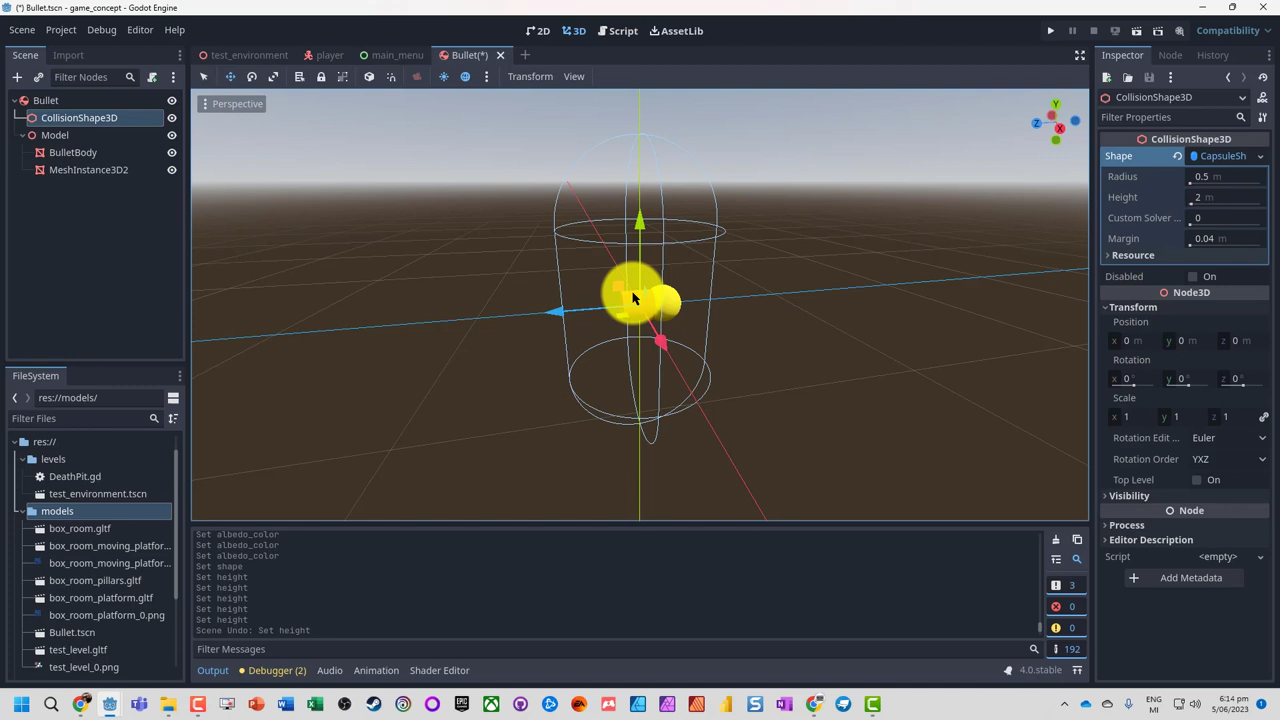 (*) Bullet.tscn - game_concept - Godot Engine
Scene Project Debug Editor Help
2D 3D Script AssetLib
Compatibility
Scene Import
test_environment player main_menu Bullet(*)
Inspector Node History
Filter Nodes
Transform View
Bullet
CollisionShape3D
Model
BulletBody
MeshInstance3D2
Perspective
Y
Z
X
CollisionShape3D
Filter Properties
CollisionShape3D
Shape CapsuleSh
Radius 0.5 m
Height 2 m
Custom Solver ... 0
Margin 0.04 m
Resource
Disabled On
Node3D
Transform
Position
x 0 m y 0 m z 0 m
Rotation
x 0° y 0° z 0°
Scale
x 1 y 1 z 1
Rotation Edit ... Euler
Rotation Order YXZ
Top Level On
Visibility
Node
Process
Editor Description
Script <empty>
Add Metadata
FileSystem
res://models/
Filter Files
res://
levels
DeathPit.gd
test_environment.tscn
models
box_room.gltf
box_room_moving_platfor...
box_room_moving_platfor...
box_room_pillars.gltf
box_room_platform.gltf
box_room_platform_0.png
Bullet.tscn
test_level.gltf
test_level_0.png
Set albedo_color
Set albedo_color
Set albedo_color
Set shape
Set height
Set height
Set height
Set height
Set height
Scene Undo: Set height
3
0
0
192
Filter Messages
Output Debugger (2) Audio Animation Shader Editor
4.0.stable
ENG
MI
6:14 pm
5/06/2023